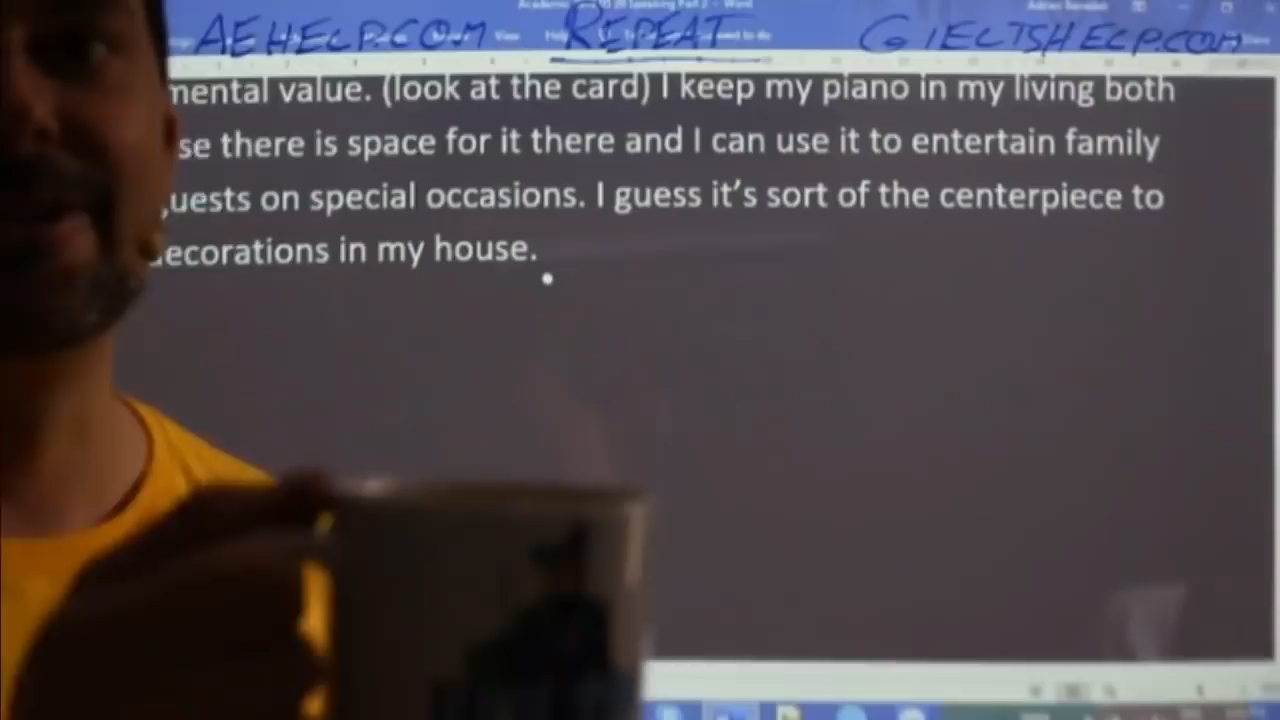 AEHELP.COM REPEAT GIELTSHELP.COM
mental value. (look at the card) I keep my piano in my living both
se there is space for it there and I can use it to entertain family
uests on special occasions. I guess it's sort of the centerpiece to
decorations in my house.